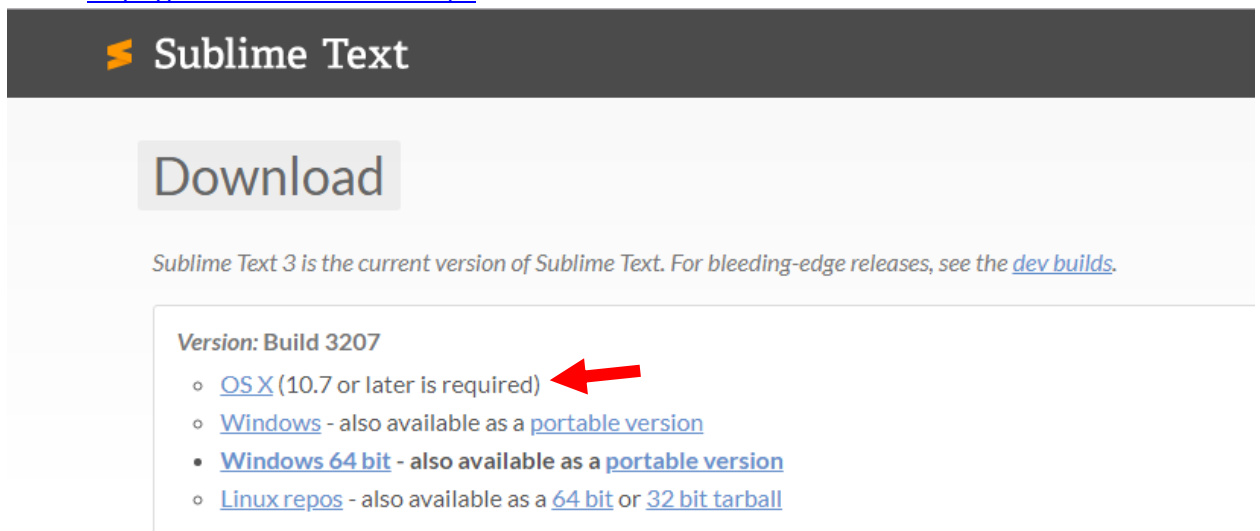 Sublime Text
Download
Sublime Text 3 is the current version of Sublime Text. For bleeding-edge releases, see the dev builds.
Version: Build 3207
OS X (10.7 or later is required)
Windows - also available as a portable version
Windows 64 bit - also available as a portable version
Linux repos - also available as a 64 bit or 32 bit tarball